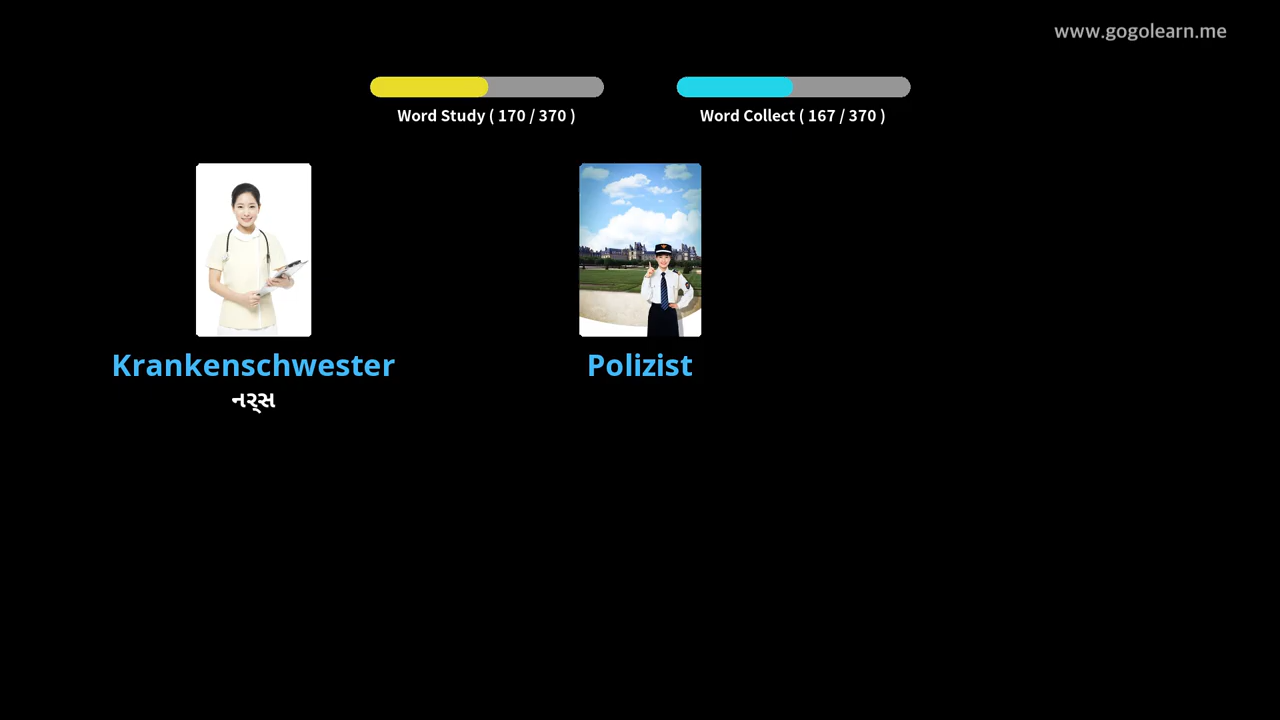 www.gogolearn.me
Word Study ( 170 / 370 )
Word Collect ( 167 / 370 )
Krankenschwester
Polizist
નર્સ